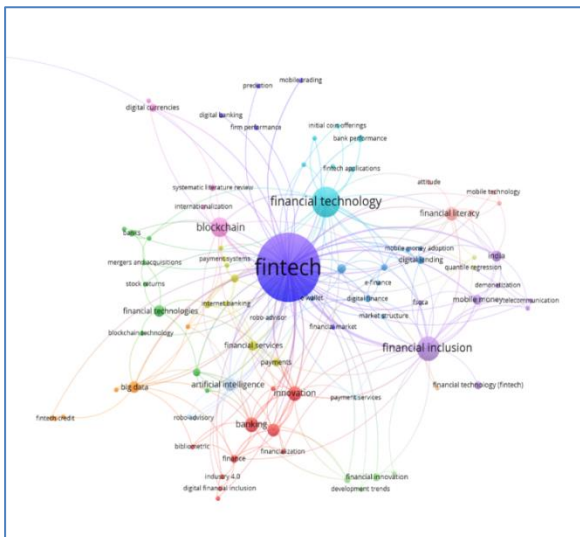 mobile trading
prediction
digital currencies
digital banking
firm performance
initial coin offerings
bank performance
fintech applications
attitude
systematic literature review
mobile technology
financial technology
internationalization
financial literacy
blockchain
banks
mobile money adoption
payment systems
digital lending
india
mergers and acquisitions
fintech
quantile regression
e-finance
stock returns
demonetization
internet banking
e-wallet
digital finance
africa
mobile money
telecommunication
financial technologies
robo-advisor
market structure
blockchain technology
financial market
financial services
financial inclusion
payments
big data
artificial intelligence
financial technology (fintech)
innovation
payment services
fintech credit
robo-advisory
banking
bibliometric
financialization
finance
industry 4.0
financial innovation
digital financial inclusion
development trends